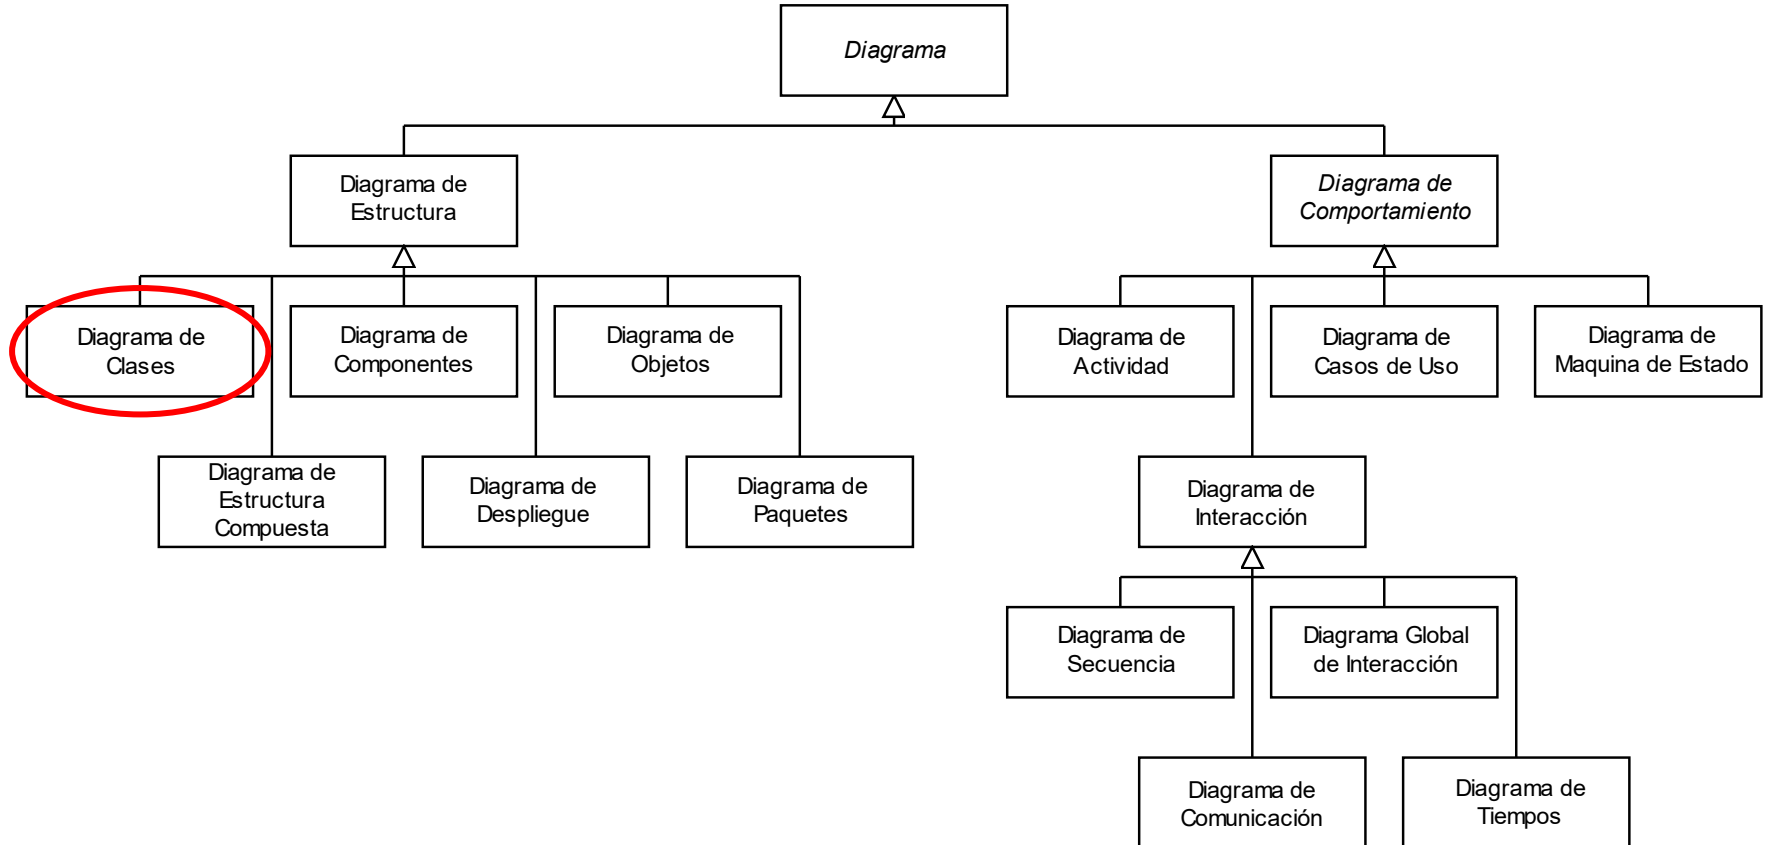 Diagrama
Diagrama de
Estructura
Diagrama de
Comportamiento
Diagrama de
Clases
Diagrama de
Componentes
Diagrama de
Objetos
Diagrama de
Actividad
Diagrama de
Casos de Uso
Diagrama de
Maquina de Estado
Diagrama de
Estructura
Compuesta
Diagrama de
Despliegue
Diagrama de
Paquetes
Diagrama de
Interacción
Diagrama de
Secuencia
Diagrama Global
de Interacción
Diagrama de
Comunicación
Diagrama de
Tiempos